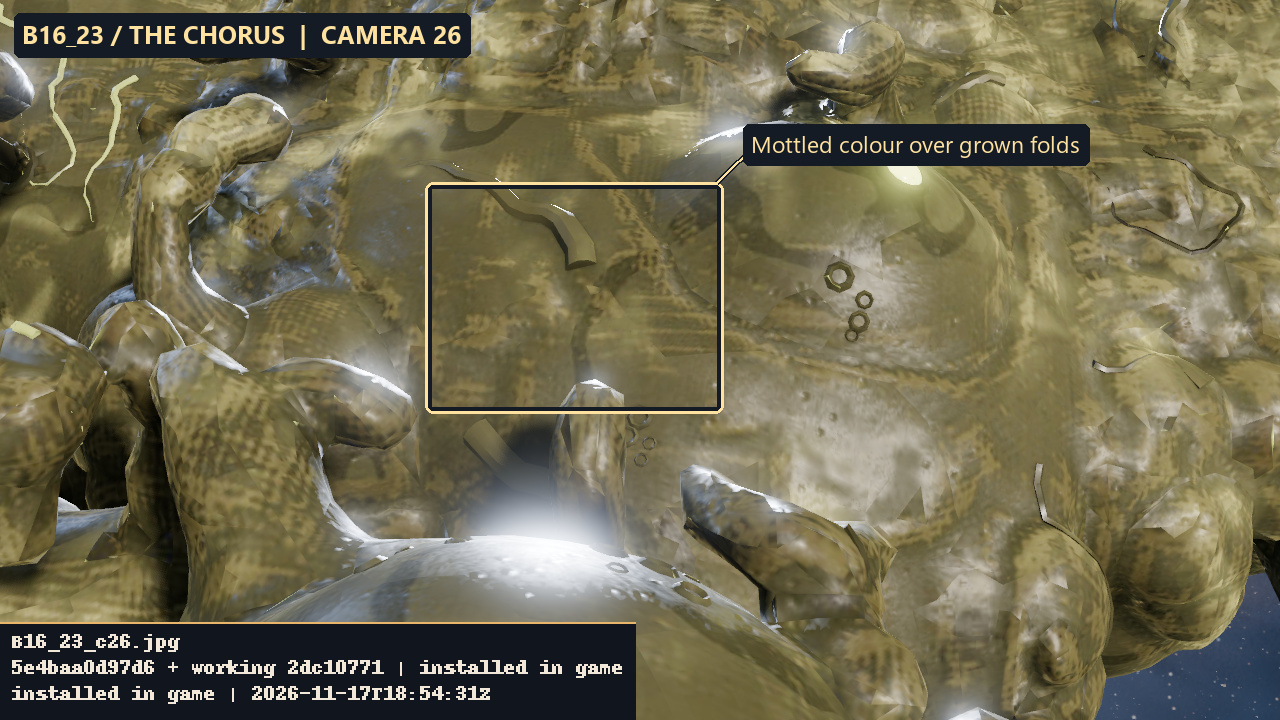 B16_23 / THE CHORUS | CAMERA 26
Mottled colour over grown folds
B16_23_c26.jpg
5e4baa0d97d6 + working 2dc10771 | installed in game
installed in game | 2026-11-17T18:54:31Z